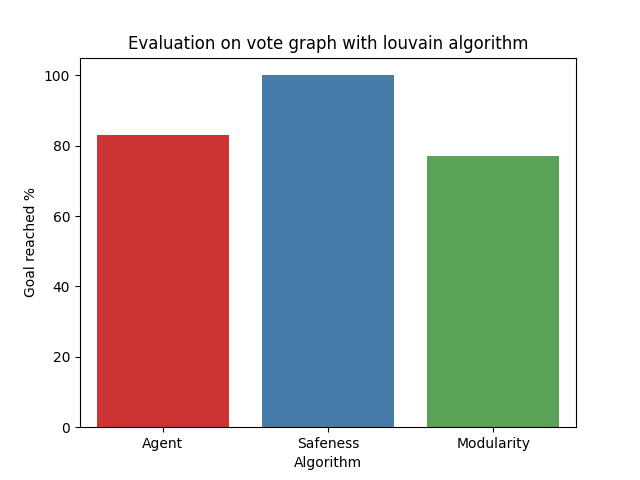 Evaluation on vote graph with louvain algorithm
Goal reached %
100
80
60
40
20
0
Agent
Safeness
Modularity
Algorithm